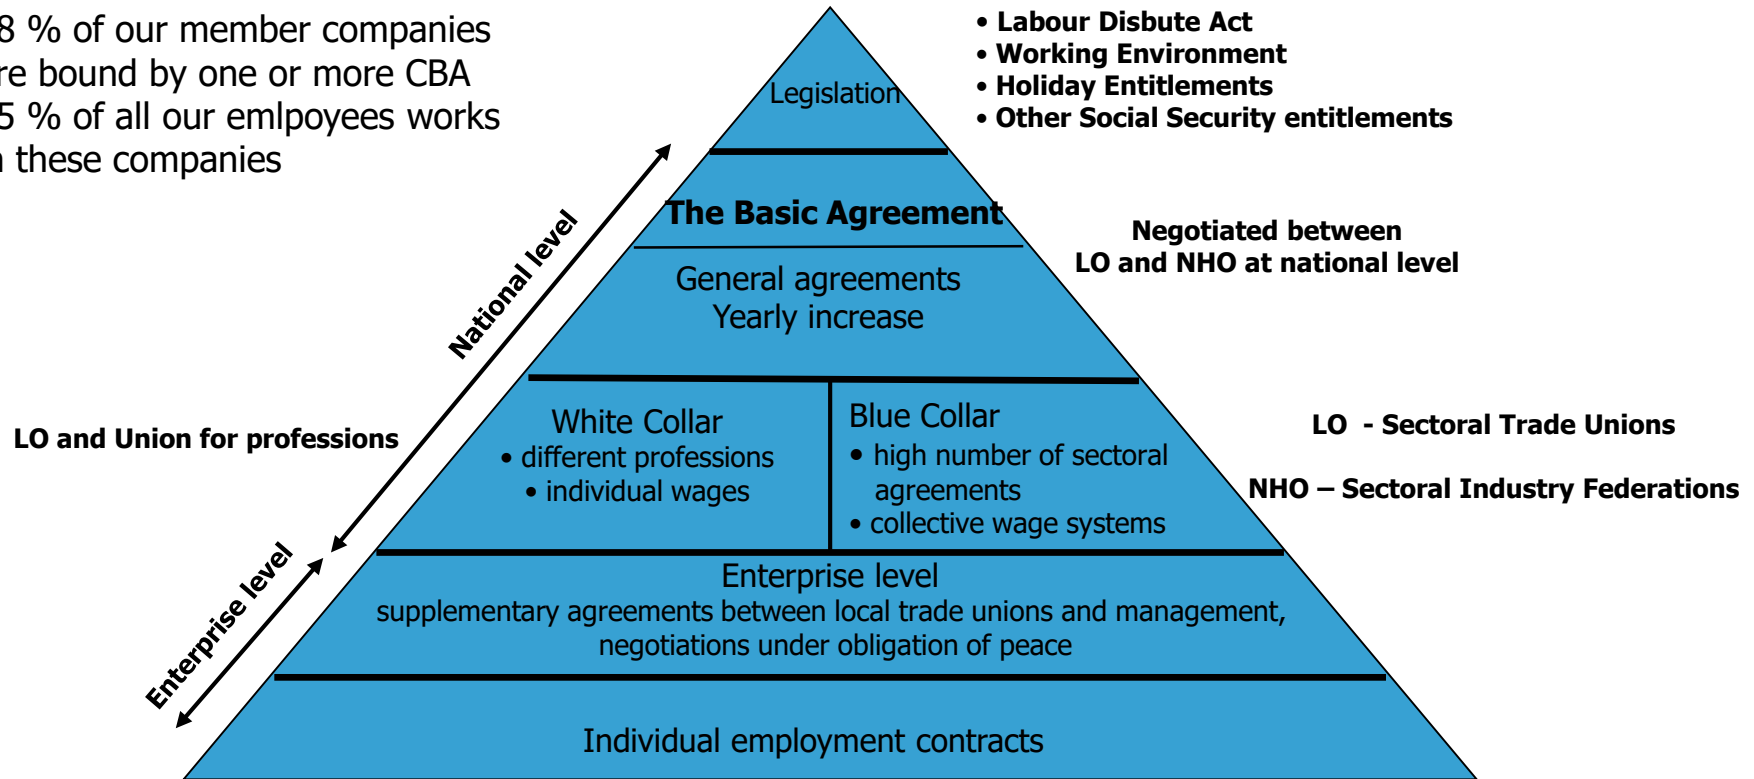 8 % of our member companies
re bound by one or more CBA
5 % of all our emlpoyees works
these companies
• Labour Disbute Act
• Working Environment
• Holiday Entitlements
• Other Social Security entitlements
Legislation
The Basic Agreement
General agreements
Yearly increase
National level
Negotiated between
LO and NHO at national level
LO and Union for professions
White Collar
• different professions
• individual wages
Blue Collar
• high number of sectoral
agreements
• collective wage systems
LO - Sectoral Trade Unions
NHO – Sectoral Industry Federations
Enterprise level
Enterprise level
supplementary agreements between local trade unions and management,
negotiations under obligation of peace
Individual employment contracts